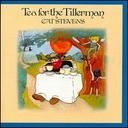 Tea for the Tillerman
CAT STEVENS